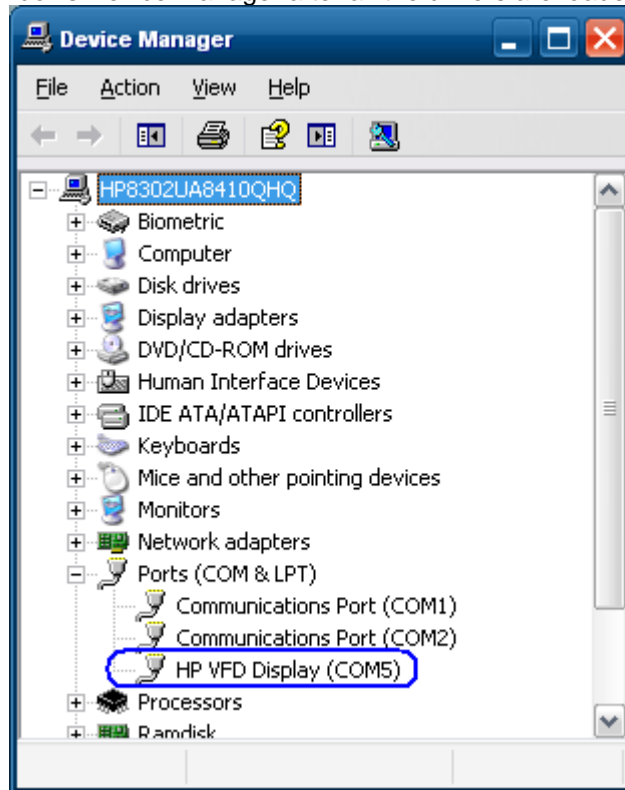 Device Manager
File Action View Help
HP8302UA8410QHQ
Biometric
Computer
Disk drives
Display adapters
DVD/CD-ROM drives
Human Interface Devices
IDE ATA/ATAPI controllers
Keyboards
Mice and other pointing devices
Monitors
Network adapters
Ports (COM & LPT)
Communications Port (COM1)
Communications Port (COM2)
HP VFD Display (COM5)
Processors
Ramdisk